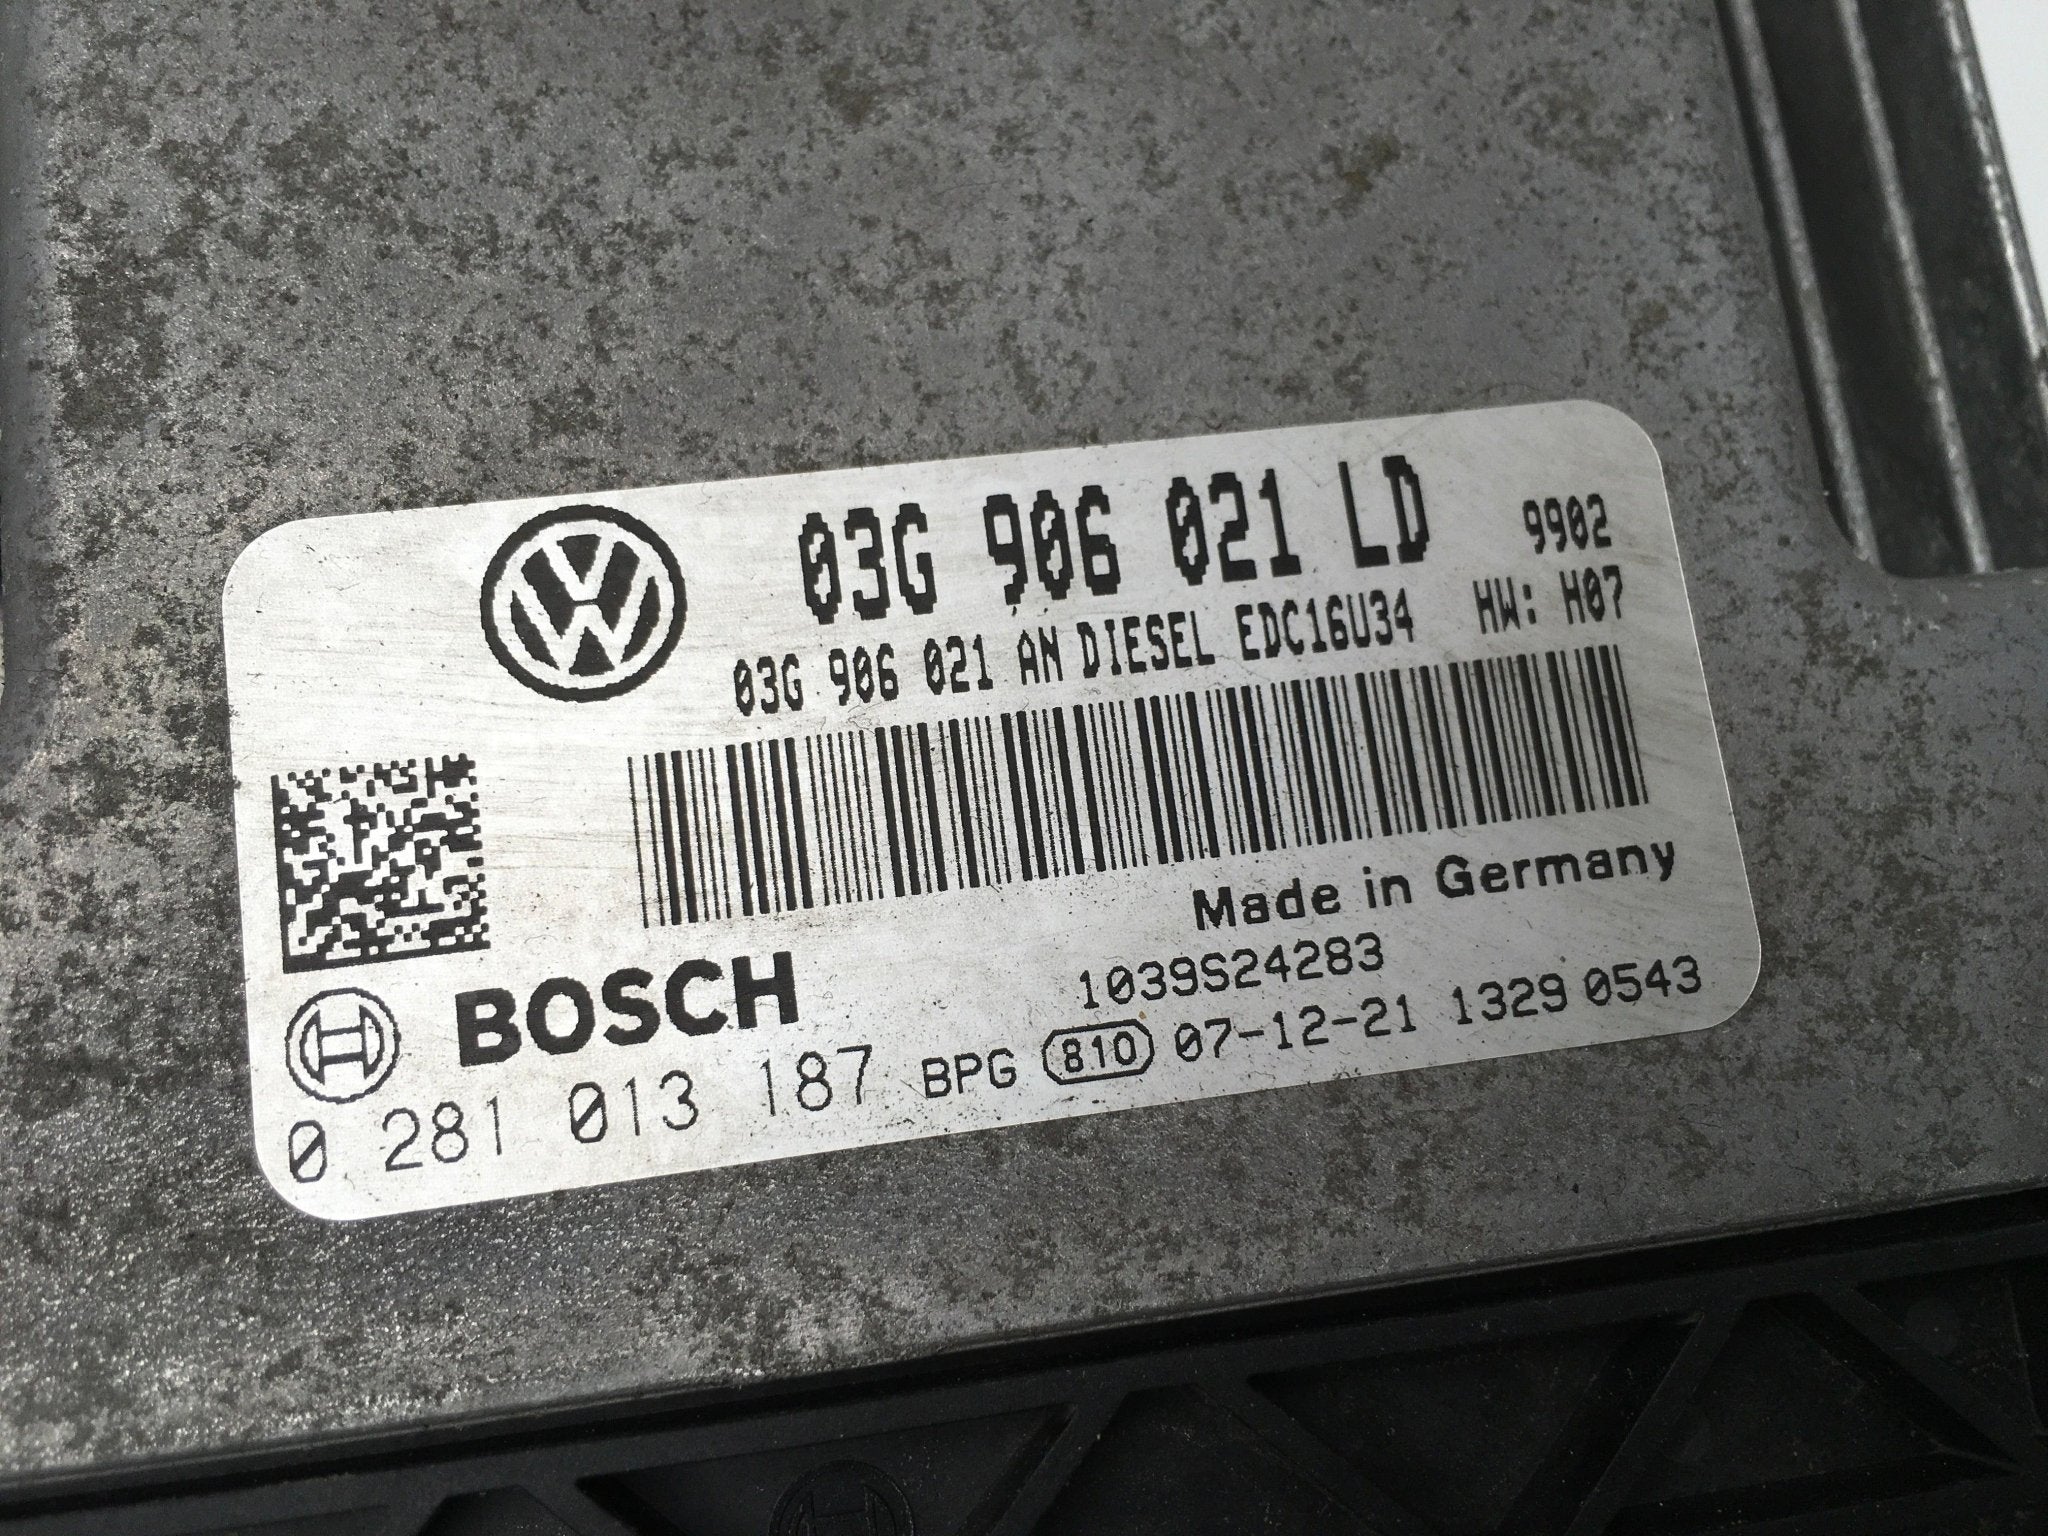 03G 906 021 LD 9902
03G 906 021 AN DIESEL EDC16U34 HW: H07
Made in Germany
BOSCH 1039S24283
0 281 013 187 BPG 810 07-12-21 1329 0543